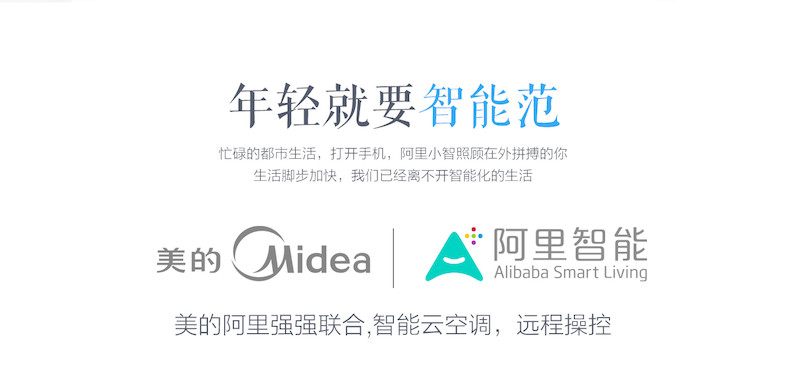 年轻就要智能范
忙碌的都市生活，打开手机，阿里小智照顾在外拼搏的你
生活脚步加快，我们已经离不开智能化的生活
美的 Midea
阿里智能
Alibaba Smart Living
美的阿里强强联合,智能云空调，远程操控